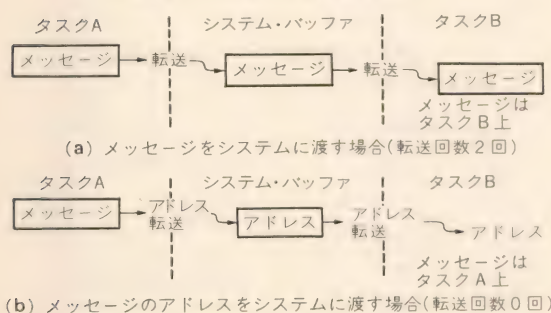 タスクA システム・バッファ タスクB
メッセージ 転送 メッセージ 転送 メッセージ
メッセージは
タスクB上
(a) メッセージをシステムに渡す場合(転送回数2回)
タスクA システム・バッファ タスクB
メッセージ アドレス転送 アドレス アドレス転送 アドレス
メッセージは
タスクA上
(b) メッセージのアドレスをシステムに渡す場合(転送回数0回)